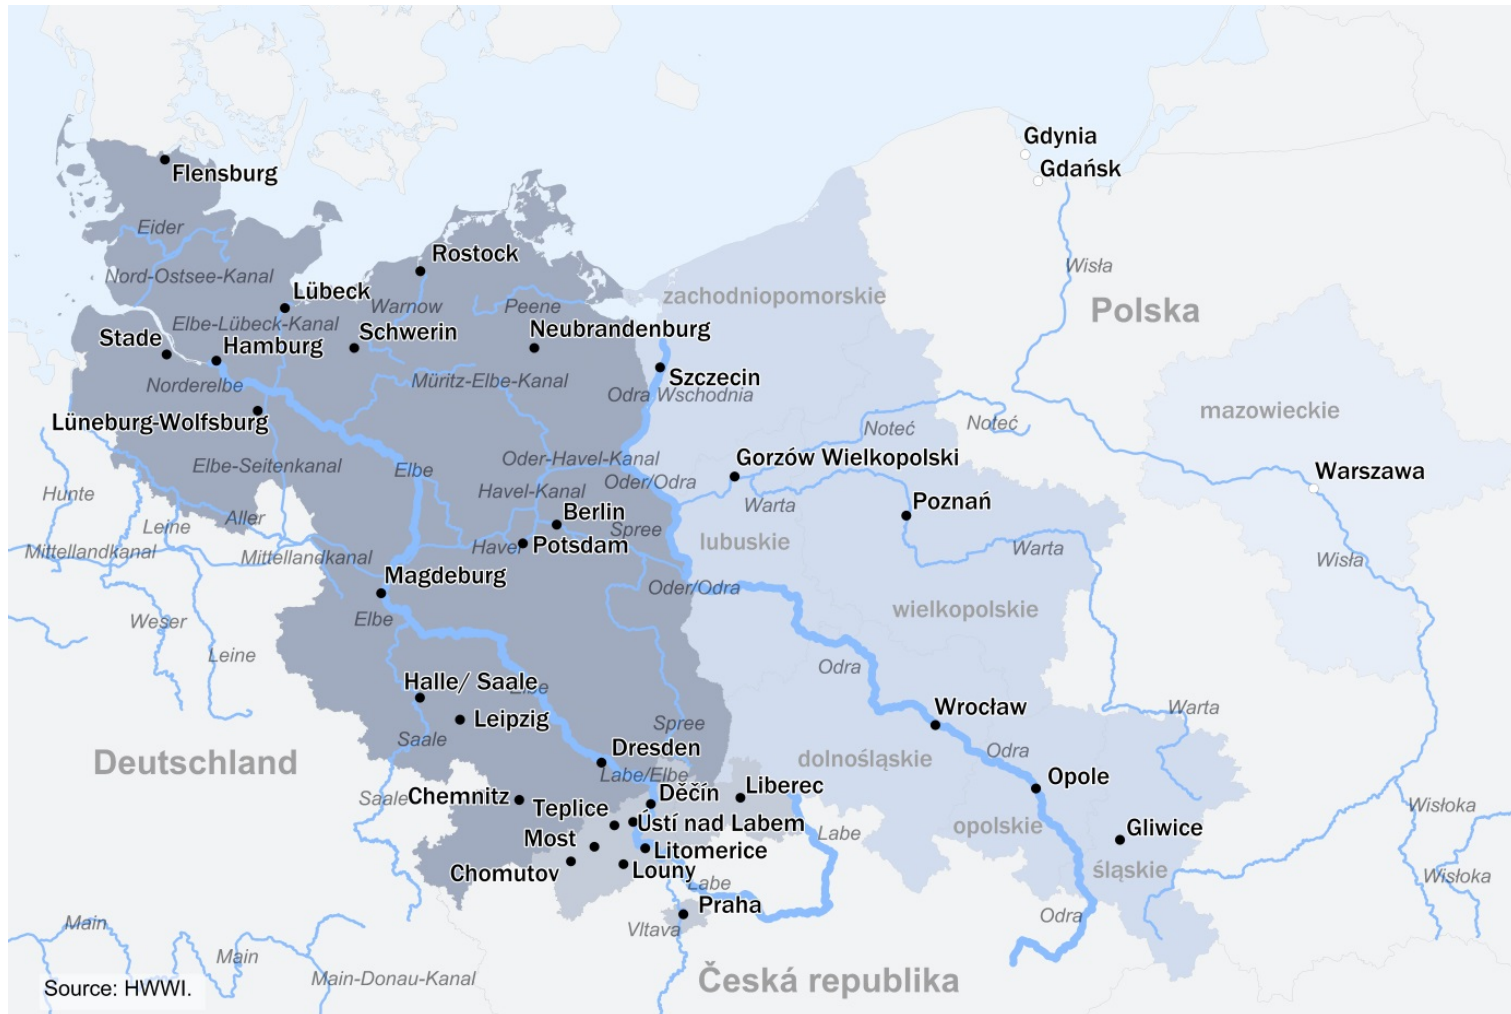 Gdynia
Gdańsk
Flensburg
Eider
Rostock
Wisła
Nord-Ostsee-Kanal
Lübeck
zachodniopomorskie
Polska
Warnow
Peene
Elbe-Lübeck-Kanal
Stade
Hamburg
Schwerin
Neubrandenburg
Norderelbe
Müritz-Elbe-Kanal
Szczecin
Odra Wschodnia
mazowieckie
Lüneburg-Wolfsburg
Noteć
Noteć
Elbe-Seitenkanal
Elbe
Oder-Havel-Kanal
Gorzów Wielkopolski
Warszawa
Oder/Odra
Hunte
Havel-Kanal
Warta
Poznań
Leine
Aller
Berlin
Spree
lubuskie
Mittellandkanal
Mittellandkanal
Havel
Potsdam
Warta
Wisła
Magdeburg
Oder/Odra
wielkopolskie
Weser
Elbe
Leine
Odra
Halle/ Saale
Elbe
Leipzig
Wrocław
Warta
Spree
Saale
Dresden
Odra
Deutschland
dolnośląskie
Labe/Elbe
Opole
Saale
Chemnitz
Děčín
Liberec
Wisłoka
Teplice
Ústí nad Labem
Labe
opolskie
Gliwice
Most
Litomerice
Chomutov
Louny
śląskie
Wisłoka
Labe
Praha
Odra
Main
Vltava
Main
Main-Donau-Kanal
Česká republika
Source: HWWI.